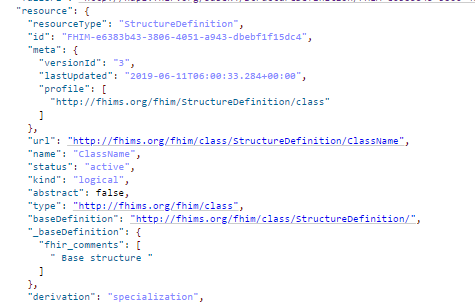 "resource": {
"resourceType": "StructureDefinition",
"id": "FHIM-e6383b43-3806-4051-a943-dbebf1f15dc4",
"meta": {
"versionId": "3",
"lastUpdated": "2019-06-11T06:00:33.284+00:00",
"profile": [
"http://fhims.org/fhim/StructureDefinition/class"
]
},
"url": "http://fhims.org/fhim/class/StructureDefinition/ClassName",
"name": "ClassName",
"status": "active",
"kind": "logical",
"abstract": false,
"type": "http://fhims.org/fhim/class",
"baseDefinition": "http://fhims.org/fhim/class/StructureDefinition/",
"_baseDefinition": {
"fhir_comments": [
" Base structure "
]
},
"derivation": "specialization",